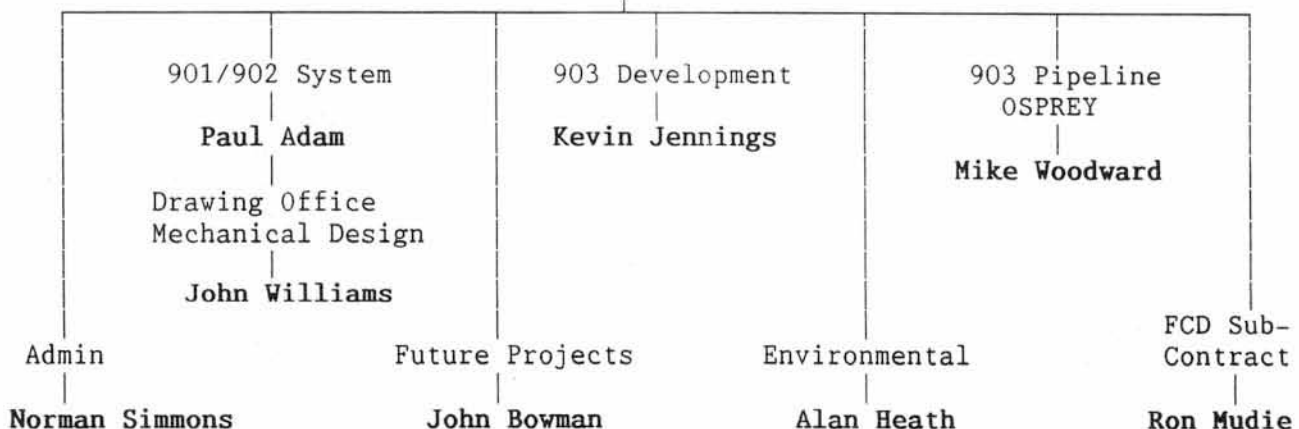 901/902 System
903 Development
903 Pipeline
OSPREY
Paul Adam
Kevin Jennings
Mike Woodward
Drawing Office
Mechanical Design
John Williams
Admin
Future Projects
Environmental
FCD Sub-
Contract
Norman Simmons
John Bowman
Alan Heath
Ron Mudie